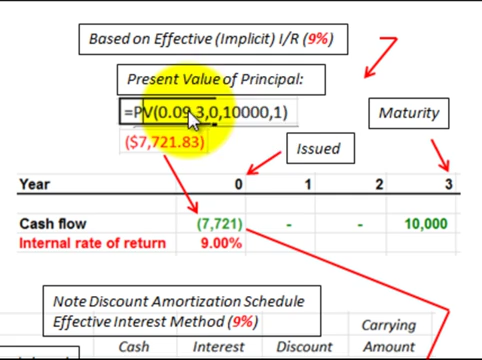 Based on Effective (Implicit) I/R (9%)
Present Value of Principal:
=PV(0.09,3,0,10000,1)
($7,721.83)
Maturity
Issued
Year 0 1 2 3
Cash flow (7,721) - - 10,000
Internal rate of return 9.00%
Note Discount Amortization Schedule
Effective Interest Method (9%)
Carrying
Cash Interest Discount Amount